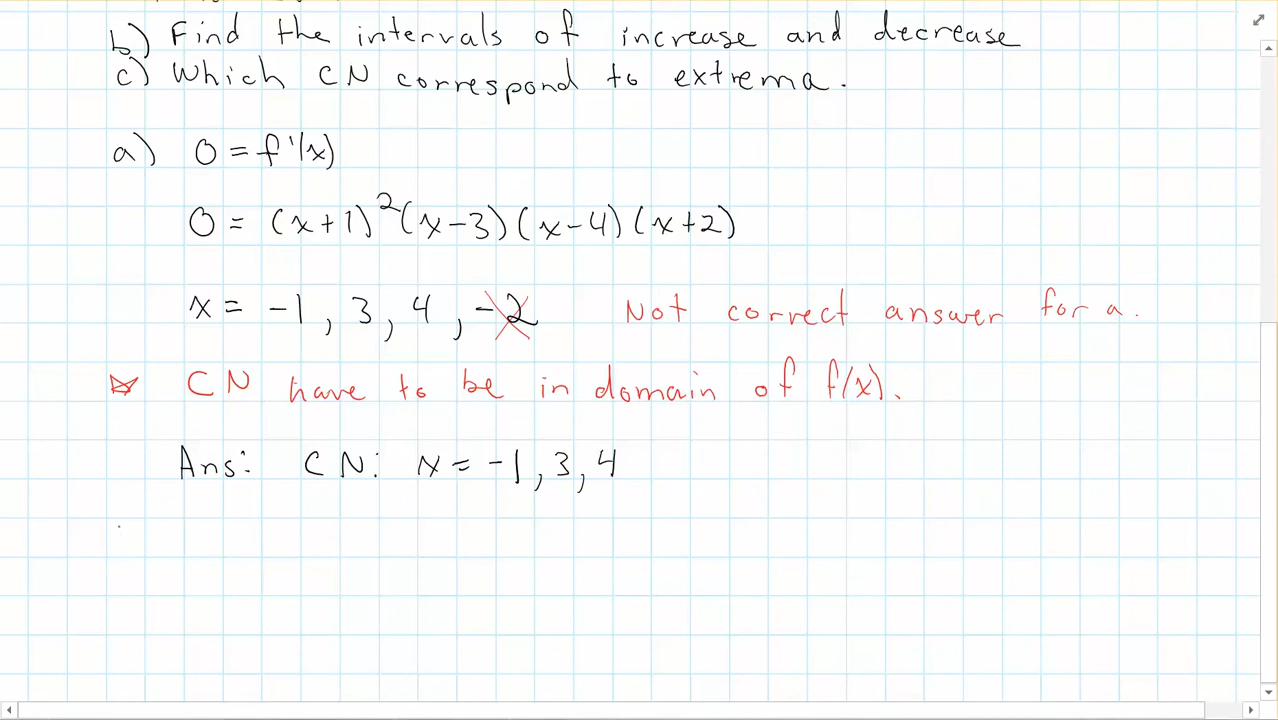 b) Find the intervals of increase and decrease
c) Which CN correspond to extrema.
a) 0 = f'(x)
0 = (x+1)²(x-3)(x-4)(x+2)
x = -1, 3, 4, -2 Not correct answer for a.
☆ CN have to be in domain of f(x).
Ans: CN: x = -1, 3, 4